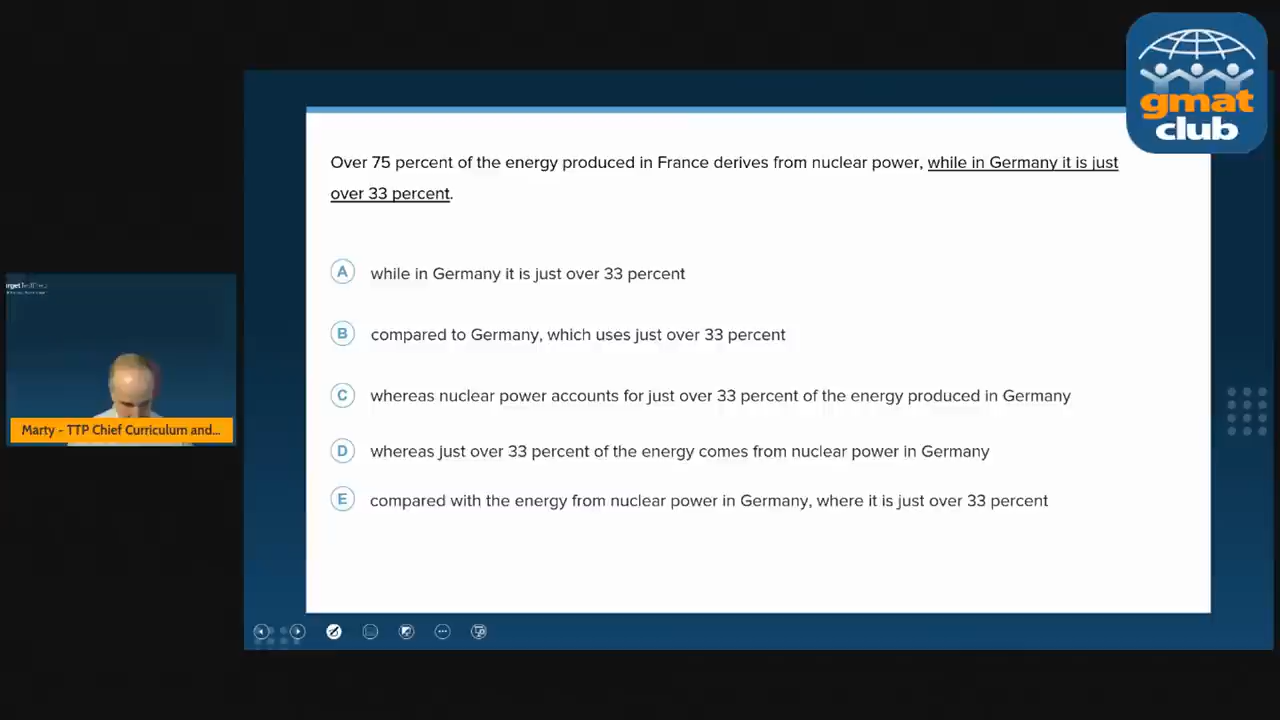 gmat
club
Over 75 percent of the energy produced in France derives from nuclear power, while in Germany it is just
over 33 percent.
A while in Germany it is just over 33 percent
B compared to Germany, which uses just over 33 percent
C whereas nuclear power accounts for just over 33 percent of the energy produced in Germany
D whereas just over 33 percent of the energy comes from nuclear power in Germany
E compared with the energy from nuclear power in Germany, where it is just over 33 percent
Marty - TTP Chief Curriculum and...